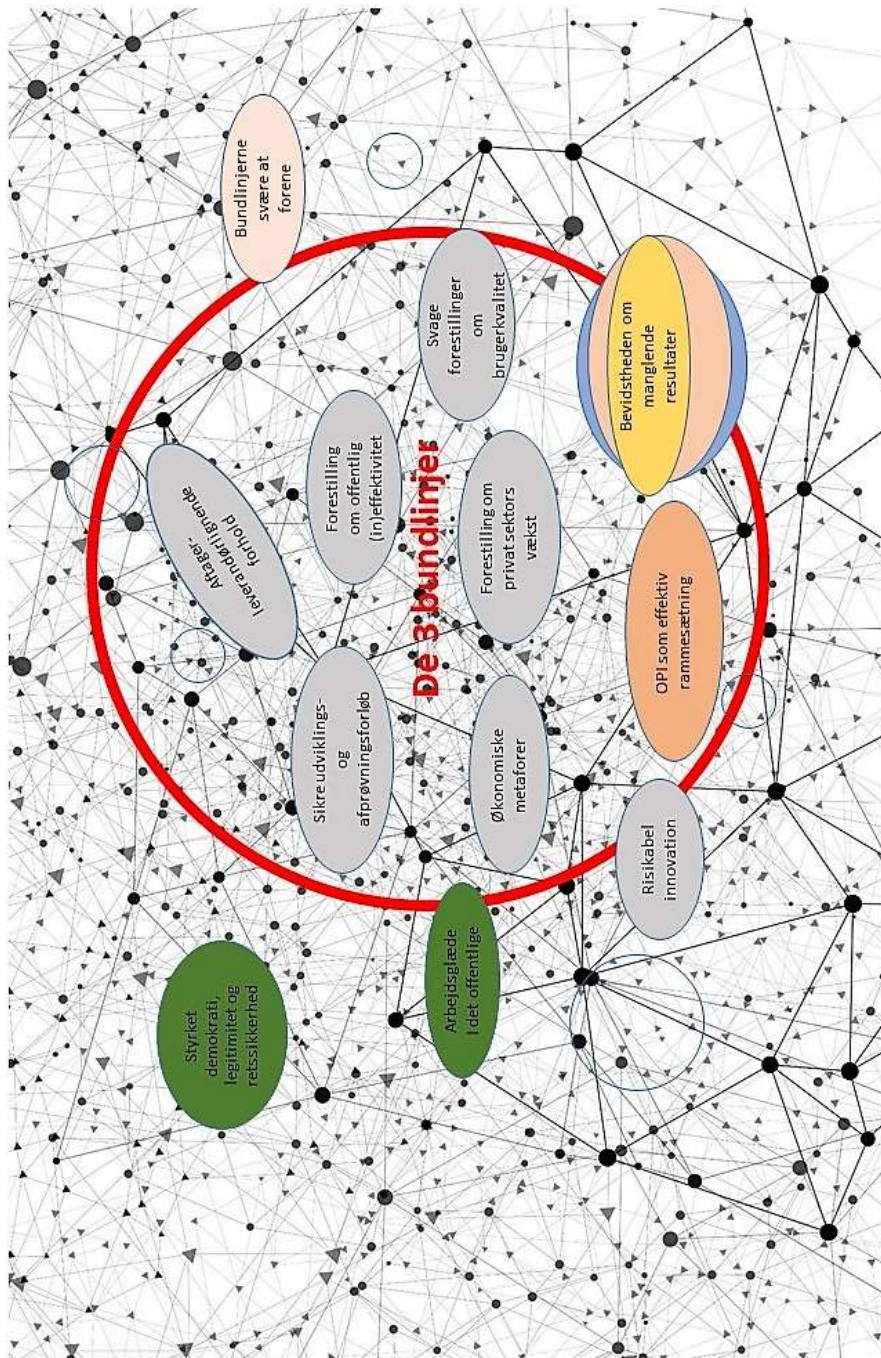 Styrket
demokrati,
legitimitet og
retssikkerhed
Aftager-
leverandørlignende
forhold
Bundlinjerne
svære at
forene
Sikre udviklings-
og
afprøvningsforløb
Forestilling
om offentlig
(in)effektivitet
De 3 bundlinjer
Arbejdsglæde
I det offentlige
Svage
forestillinger
om
brugerkvalitet
Økonomiske
metaforer
Forestilling om
privat sektors
vækst
Risikabel
innovation
OPI som effektiv
rammesætning
Bevidstheden om
manglende
resultater